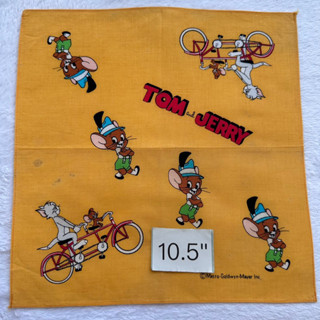 TOM and JERRY
10.5"
© Metro-Goldwyn-Mayer Inc.